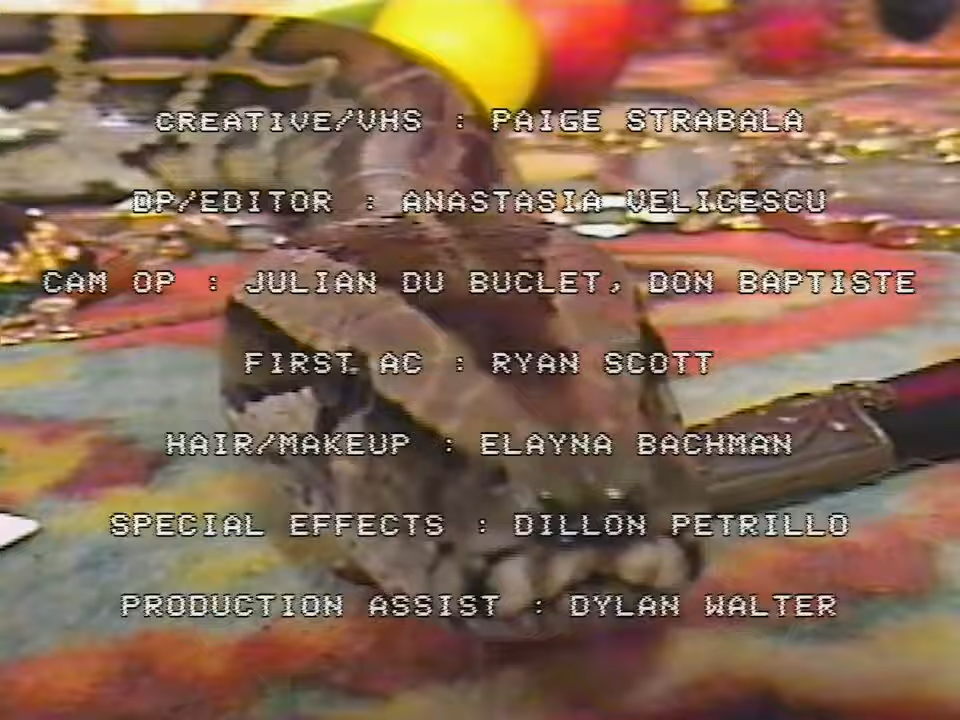 CREATIVE/VHS : PAIGE STRABALA
DP/EDITOR : ANASTASIA VELICESCU
CAM OP : JULIAN DU BUCLET, DON BAPTISTE
FIRST AC : RYAN SCOTT
HAIR/MAKEUP : ELAYNA BACHMAN
SPECIAL EFFECTS : DILLON PETRILLO
PRODUCTION ASSIST : DYLAN WALTER